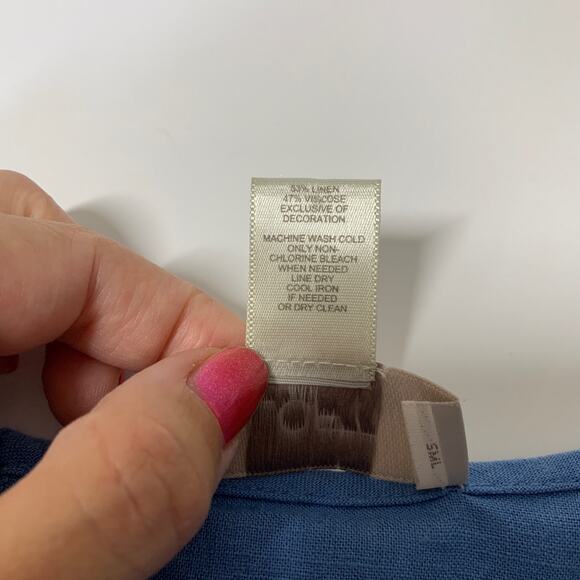 53% LINEN
47% VISCOSE
EXCLUSIVE OF
DECORATION
MACHINE WASH COLD
ONLY NON-
CHLORINE BLEACH
WHEN NEEDED
LINE DRY
COOL IRON
IF NEEDED
OR DRY CLEAN
SML